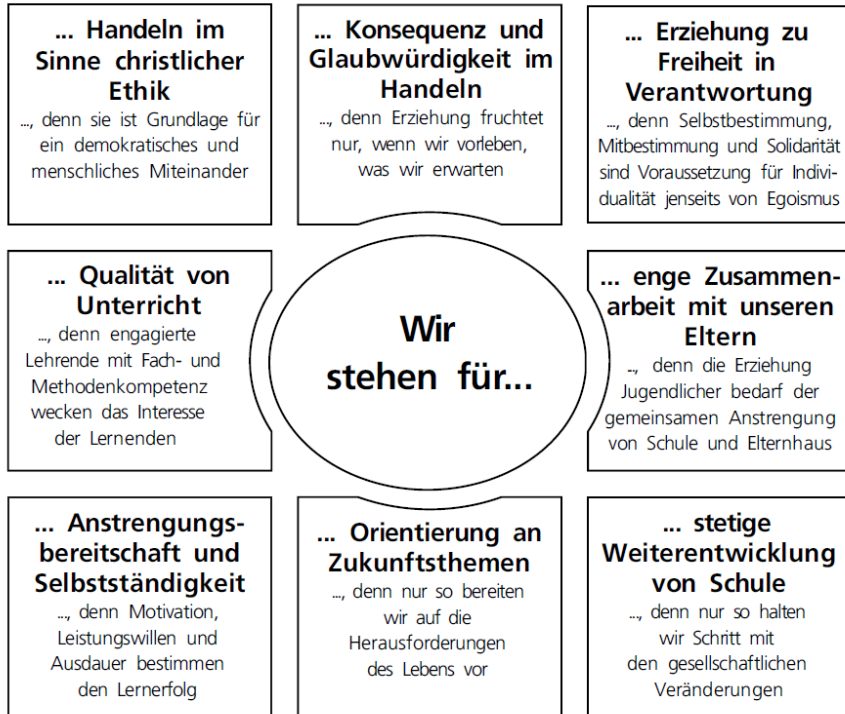 ... Handeln im
Sinne christlicher
Ethik
..., denn sie ist Grundlage für
ein demokratisches und
menschliches Miteinander
... Konsequenz und
Glaubwürdigkeit im
Handeln
..., denn Erziehung fruchtet
nur, wenn wir vorleben,
was wir erwarten
... Erziehung zu
Freiheit in
Verantwortung
..., denn Selbstbestimmung,
Mitbestimmung und Solidarität
sind Voraussetzung für Indivi-
dualität jenseits von Egoismus
... Qualität von
Unterricht
..., denn engagierte
Lehrende mit Fach- und
Methodenkompetenz
wecken das Interesse
der Lernenden
Wir
stehen für...
... enge Zusammen-
arbeit mit unseren
Eltern
..., denn die Erziehung
Jugendlicher bedarf der
gemeinsamen Anstrengung
von Schule und Elternhaus
... Anstrengungs-
bereitschaft und
Selbstständigkeit
..., denn Motivation,
Leistungswillen und
Ausdauer bestimmen
den Lernerfolg
... Orientierung an
Zukunftsthemen
..., denn nur so bereiten
wir auf die
Herausforderungen
des Lebens vor
... stetige
Weiterentwicklung
von Schule
..., denn nur so halten
wir Schritt mit
den gesellschaftlichen
Veränderungen